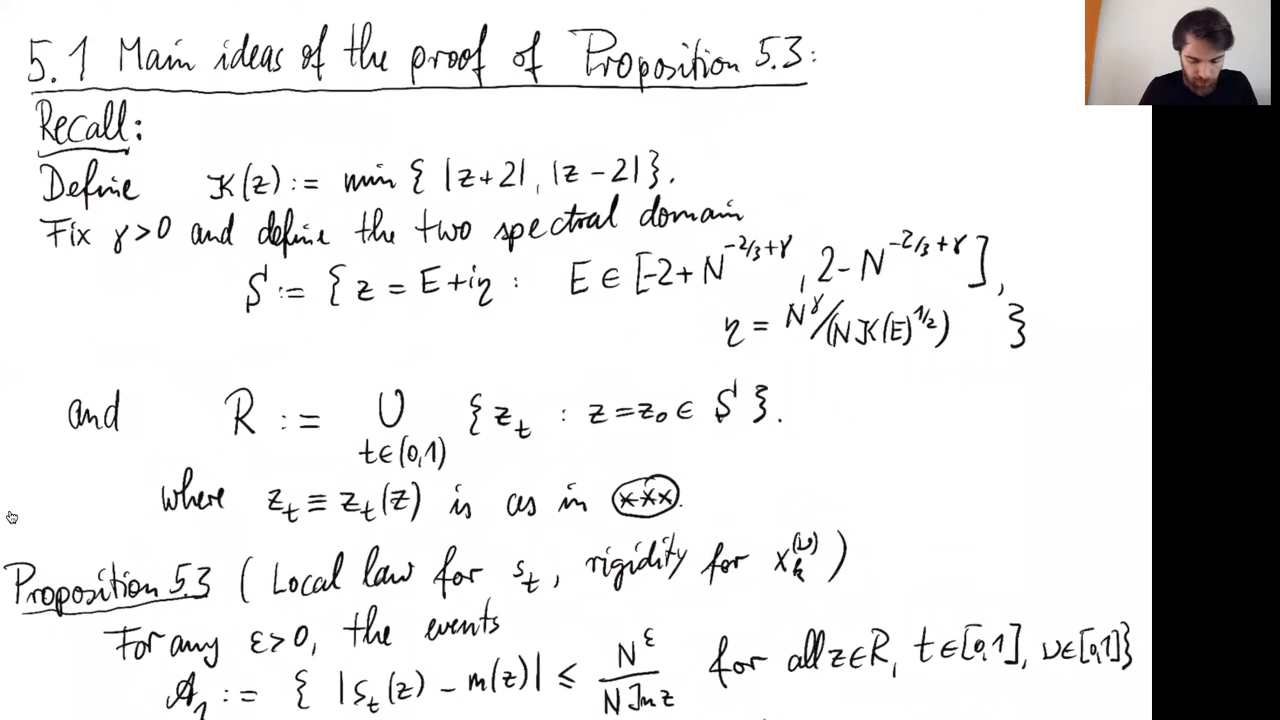 5.1 Main ideas of the proof of Proposition 5.3:
Recall:
Define K(z) := min { |z+2| , |z-2| }.
Fix γ>0 and define the two spectral domain
S := { z = E+iη : E ∈ [-2+N^{-2/3+γ} , 2-N^{-2/3+γ}],
η = N^γ/(N K(E)^{1/2}) }
and R := ∪_{t∈(0,1)} { z_t : z=z_0 ∈ S }.
where z_t ≡ z_t(z) is as in (***).
Proposition 5.3 ( Local law for s_t , rigidity for x_k^{(ν)} )
For any ε>0, the events
A_1 := { |s_t(z) - m(z)| ≤ N^ε / (N Im z) for all z∈R, t∈[0,1], ν∈[0,1]}